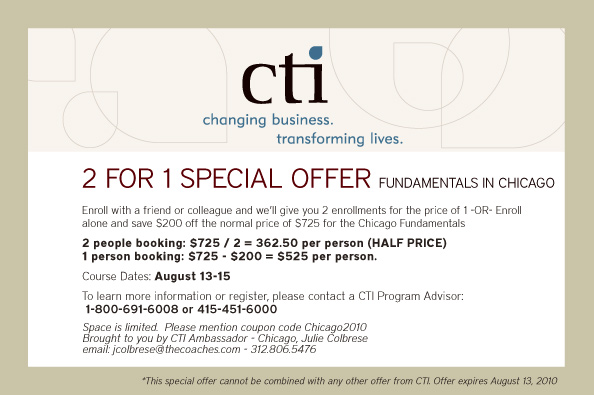 cti
changing business.
transforming lives.
2 FOR 1 SPECIAL OFFER FUNDAMENTALS IN CHICAGO
Enroll with a friend or colleague and we'll give you 2 enrollments for the price of 1 -OR- Enroll
alone and save $200 off the normal price of $725 for the Chicago Fundamentals
2 people booking: $725 / 2 = 362.50 per person (HALF PRICE)
1 person booking: $725 - $200 = $525 per person.
Course Dates: August 13-15
To learn more information or register, please contact a CTI Program Advisor:
1-800-691-6008 or 415-451-6000
Space is limited. Please mention coupon code Chicago2010
Brought to you by CTI Ambassador - Chicago, Julie Colbrese
email: jcolbrese@thecoaches.com - 312.806.5476
*This special offer cannot be combined with any other offer from CTI. Offer expires August 13, 2010